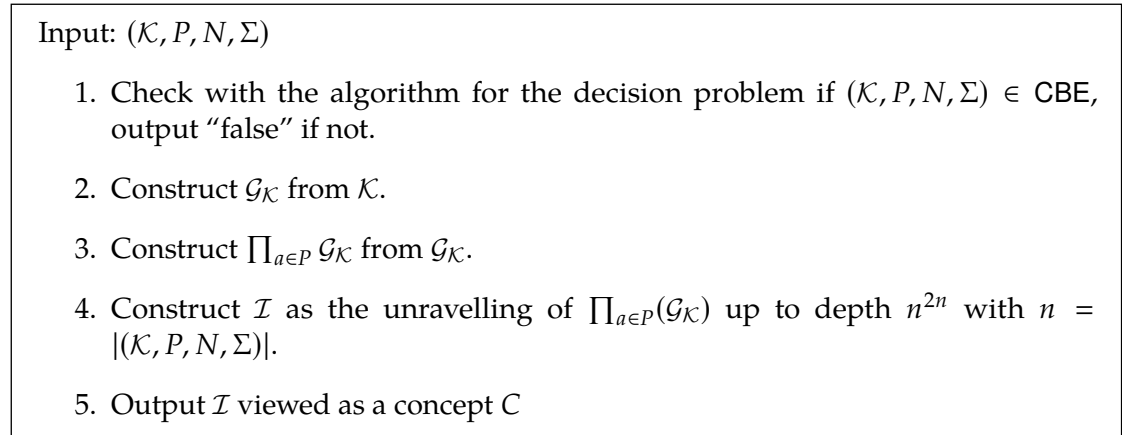 Input: (𝒦, P, N, Σ)
1. Check with the algorithm for the decision problem if (𝒦, P, N, Σ) ∈ CBE,
output “false” if not.
2. Construct 𝒢_𝒦 from 𝒦.
3. Construct ∏_{a∈P} 𝒢_𝒦 from 𝒢_𝒦.
4. Construct ℐ as the unravelling of ∏_{a∈P}(𝒢_𝒦) up to depth n^{2n} with n =
|(𝒦, P, N, Σ)|.
5. Output ℐ viewed as a concept C